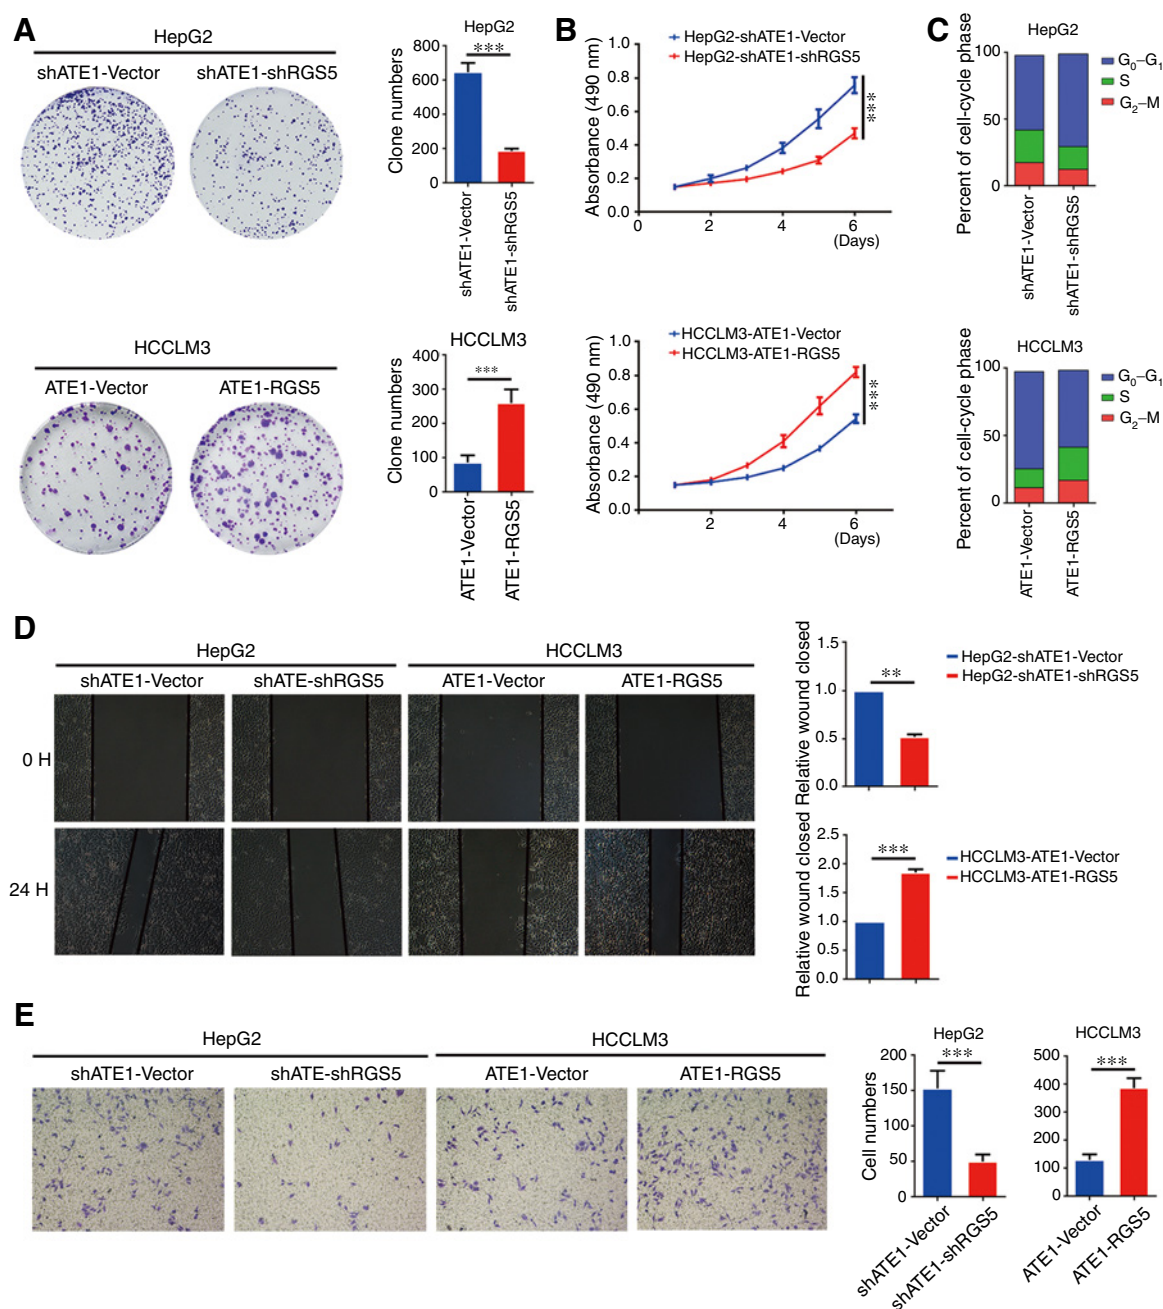 A
HepG2
shATE1-Vector
shATE1-shRGS5
HepG2
Clone numbers
800
600
400
200
0
***
shATE1-Vector
shATE1-shRGS5
HCCLM3
ATE1-Vector
ATE1-RGS5
HCCLM3
Clone numbers
400
300
200
100
0
***
ATE1-Vector
ATE1-RGS5
B
HepG2-shATE1-Vector
HepG2-shATE1-shRGS5
Absorbance (490 nm)
1.0
0.8
0.6
0.4
0.2
0.0
0
2
4
6
(Days)
***
HCCLM3-ATE1-Vector
HCCLM3-ATE1-RGS5
Absorbance (490 nm)
1.0
0.8
0.6
0.4
0.2
0.0
2
4
6
(Days)
***
C
HepG2
Percent of cell-cycle phase
100
50
0
G₀–G₁
S
G₂–M
shATE1-Vector
shATE1-shRGS5
HCCLM3
Percent of cell-cycle phase
100
50
0
G₀–G₁
S
G₂–M
ATE1-Vector
ATE1-RGS5
D
HepG2
HCCLM3
shATE1-Vector
shATE-shRGS5
ATE1-Vector
ATE1-RGS5
0 H
24 H
Relative wound closed
1.5
1.0
0.5
0.0
**
HepG2-shATE1-Vector
HepG2-shATE1-shRGS5
Relative wound closed
2.5
2.0
1.5
1.0
0.5
0.0
***
HCCLM3-ATE1-Vector
HCCLM3-ATE1-RGS5
E
HepG2
HCCLM3
shATE1-Vector
shATE-shRGS5
ATE1-Vector
ATE1-RGS5
HepG2
Cell numbers
200
150
100
50
0
***
shATE1-Vector
shATE1-shRGS5
HCCLM3
500
400
300
200
100
0
***
ATE1-Vector
ATE1-RGS5